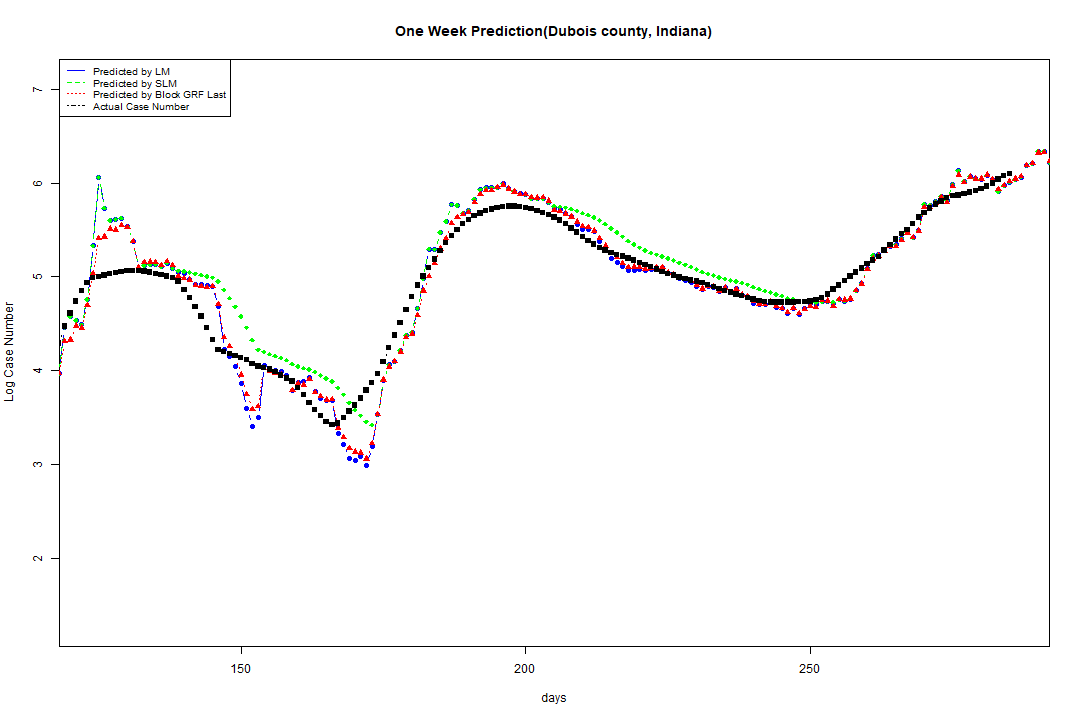 One Week Prediction(Dubois county, Indiana)
Predicted by LM
Predicted by SLM
Predicted by Block GRF Last
Actual Case Number
7
6
5
4
3
2
Log Case Number
150 200 250
days